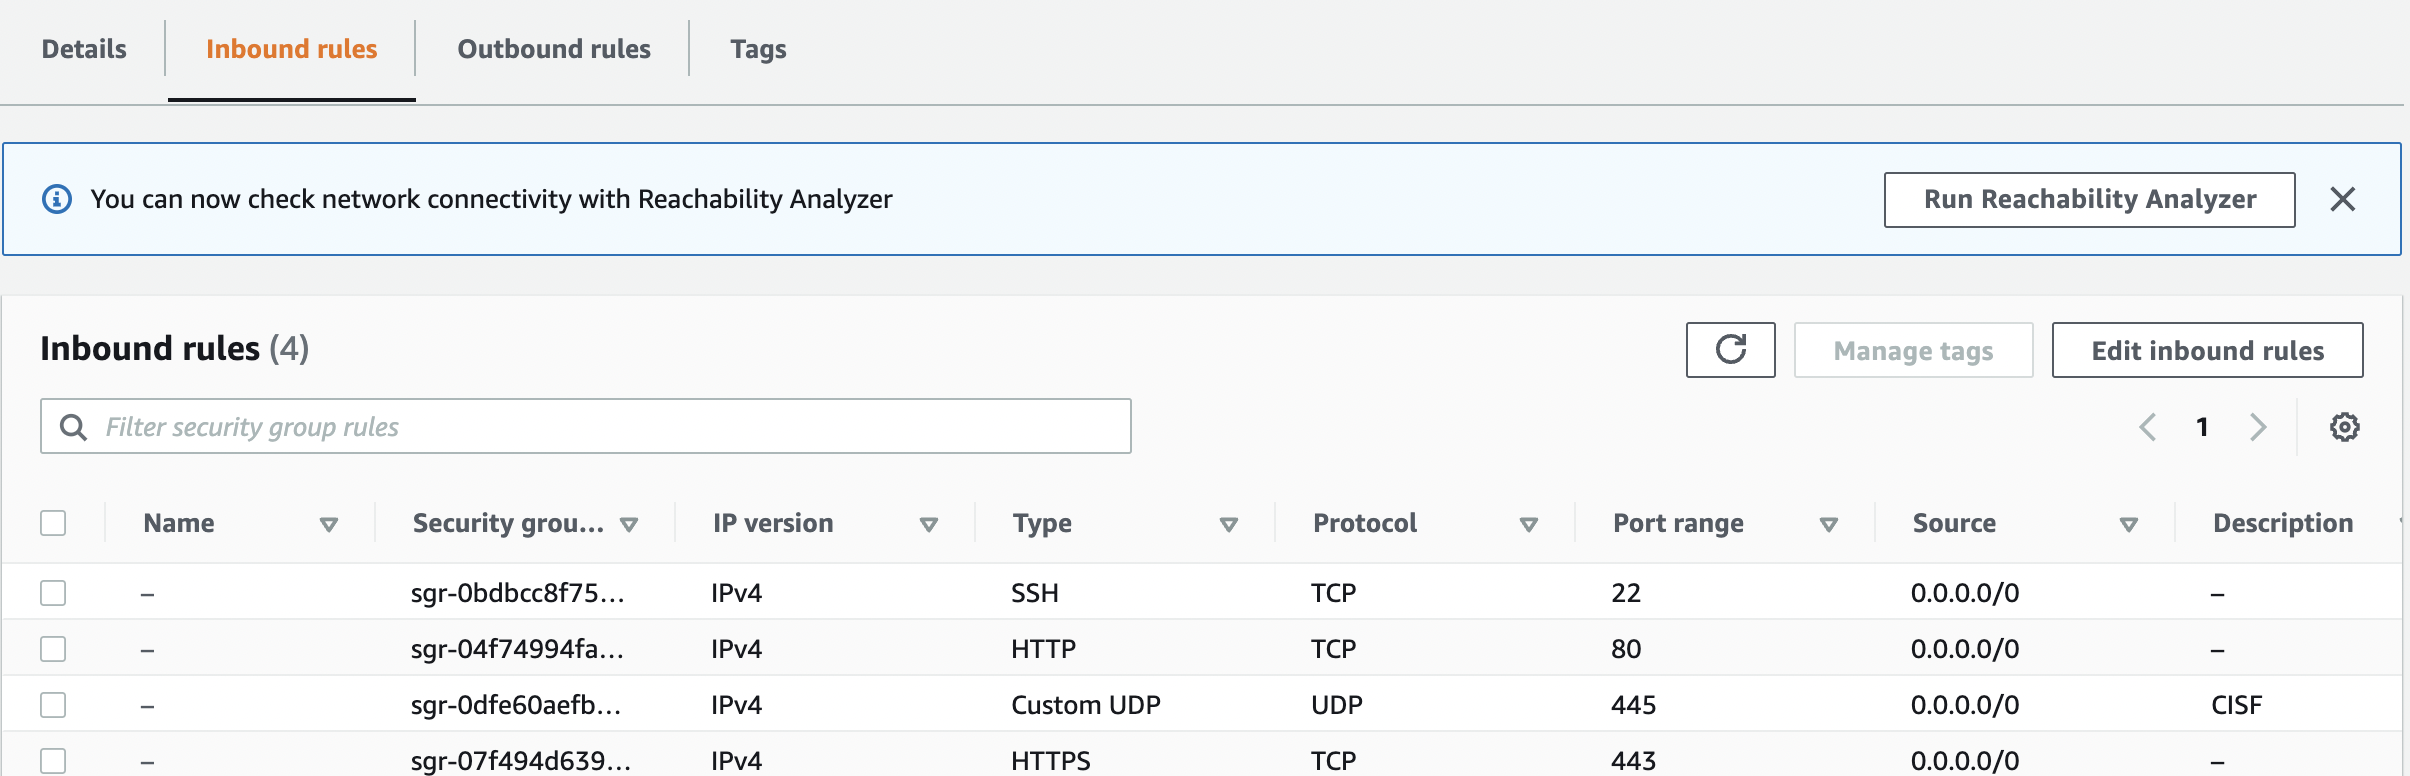 Details Inbound rules Outbound rules Tags
You can now check network connectivity with Reachability Analyzer Run Reachability Analyzer
Inbound rules (4) Manage tags Edit inbound rules
Filter security group rules 1
Name Security grou... IP version Type Protocol Port range Source Description
– sgr-0bdbcc8f75... IPv4 SSH TCP 22 0.0.0.0/0 –
– sgr-04f74994fa... IPv4 HTTP TCP 80 0.0.0.0/0 –
– sgr-0dfe60aefb... IPv4 Custom UDP UDP 445 0.0.0.0/0 CISF
– sgr-07f494d639... IPv4 HTTPS TCP 443 0.0.0.0/0 –